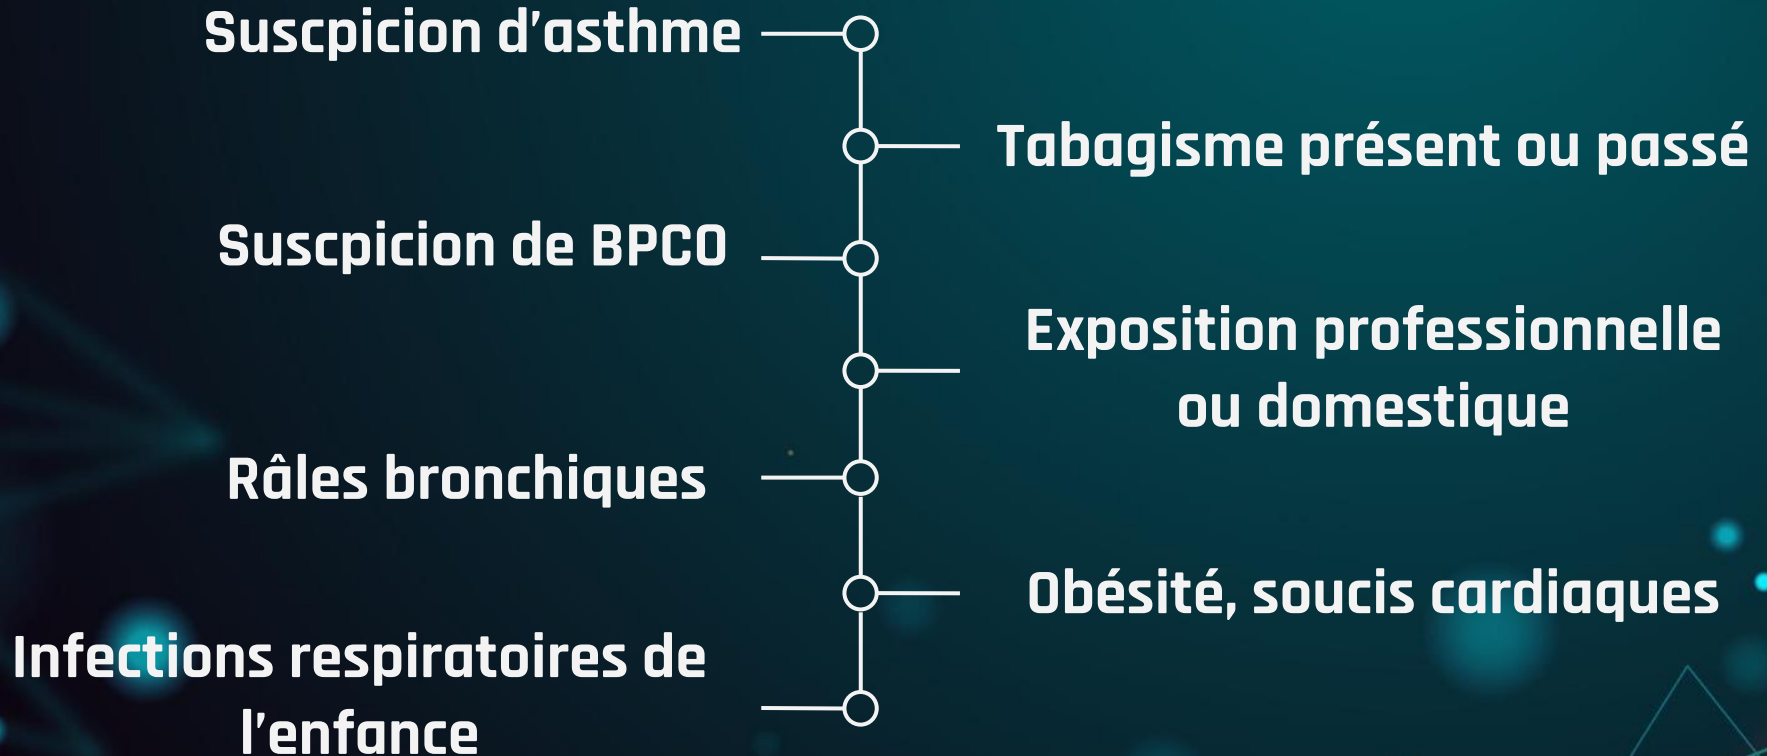 Suscpicion d’asthme
Tabagisme présent ou passé
Suscpicion de BPCO
Exposition professionnelle
ou domestique
Râles bronchiques
Obésité, soucis cardiaques
Infections respiratoires de
l’enfance